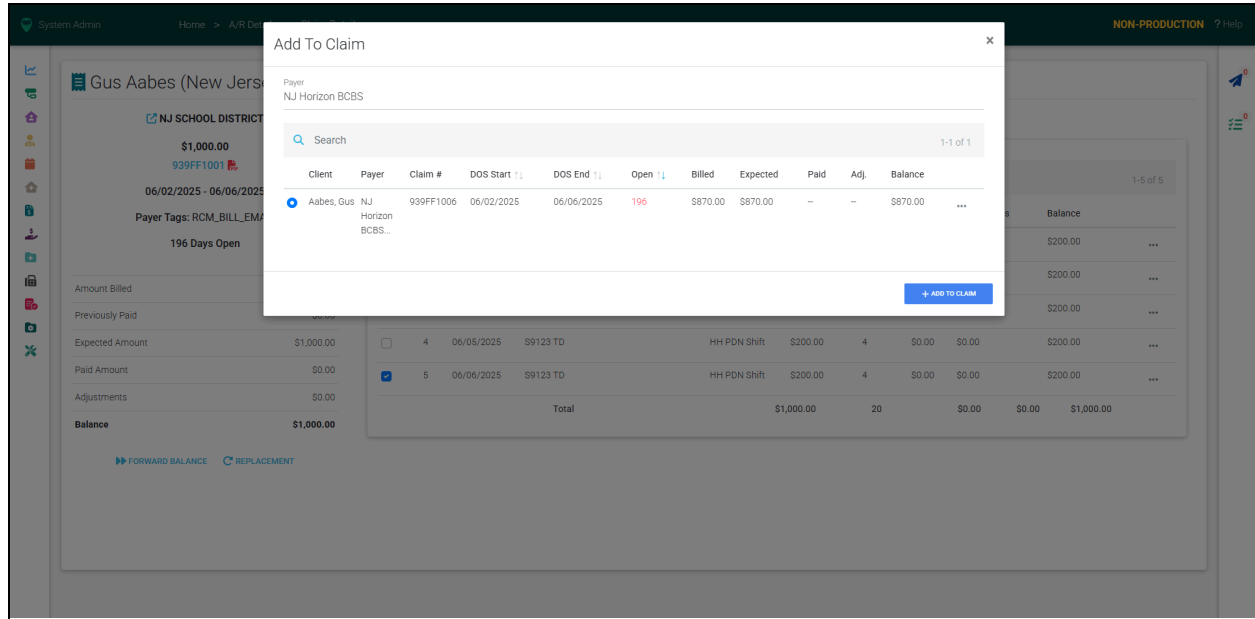 System Admin Home > A/R Det NON-PRODUCTION ? Help
Add To Claim ×
Payer
NJ Horizon BCBS
Search 1-1 of 1
Client Payer Claim # DOS Start ↑↓ DOS End ↑↓ Open ↑↓ Billed Expected Paid Adj. Balance
Aabes, Gus NJ Horizon BCBS... 939FF1006 06/02/2025 06/06/2025 196 $870.00 $870.00 -- -- $870.00 ...
+ ADD TO CLAIM
Gus Aabes (New Jerse
NJ SCHOOL DISTRICT
$1,000.00
939FF1001
06/02/2025 - 06/06/2025
Payer Tags: RCM_BILL_EMA
196 Days Open
Amount Billed
Previously Paid $0.00
Expected Amount $1,000.00
Paid Amount $0.00
Adjustments $0.00
Balance $1,000.00
FORWARD BALANCE REPLACEMENT
1-5 of 5
s Balance
$200.00 ...
$200.00 ...
$200.00 ...
4 06/05/2025 S9123 TD HH PDN Shift $200.00 4 $0.00 $0.00 $200.00 ...
5 06/06/2025 S9123 TD HH PDN Shift $200.00 4 $0.00 $0.00 $200.00 ...
Total $1,000.00 20 $0.00 $0.00 $1,000.00
0
0